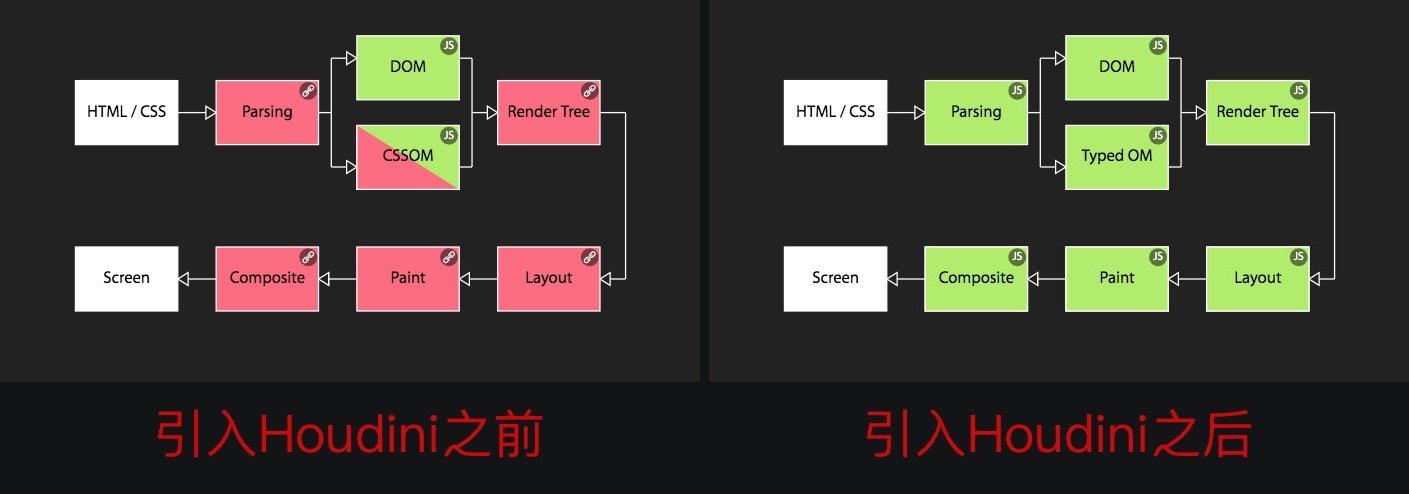 JS
DOM
HTML / CSS
Parsing
JS
CSSOM
Render Tree
Screen
Composite
Paint
Layout
引入Houdini之前
JS
DOM
HTML / CSS
JS
Parsing
JS
Typed OM
JS
Render Tree
Screen
JS
Composite
JS
Paint
JS
Layout
引入Houdini之后